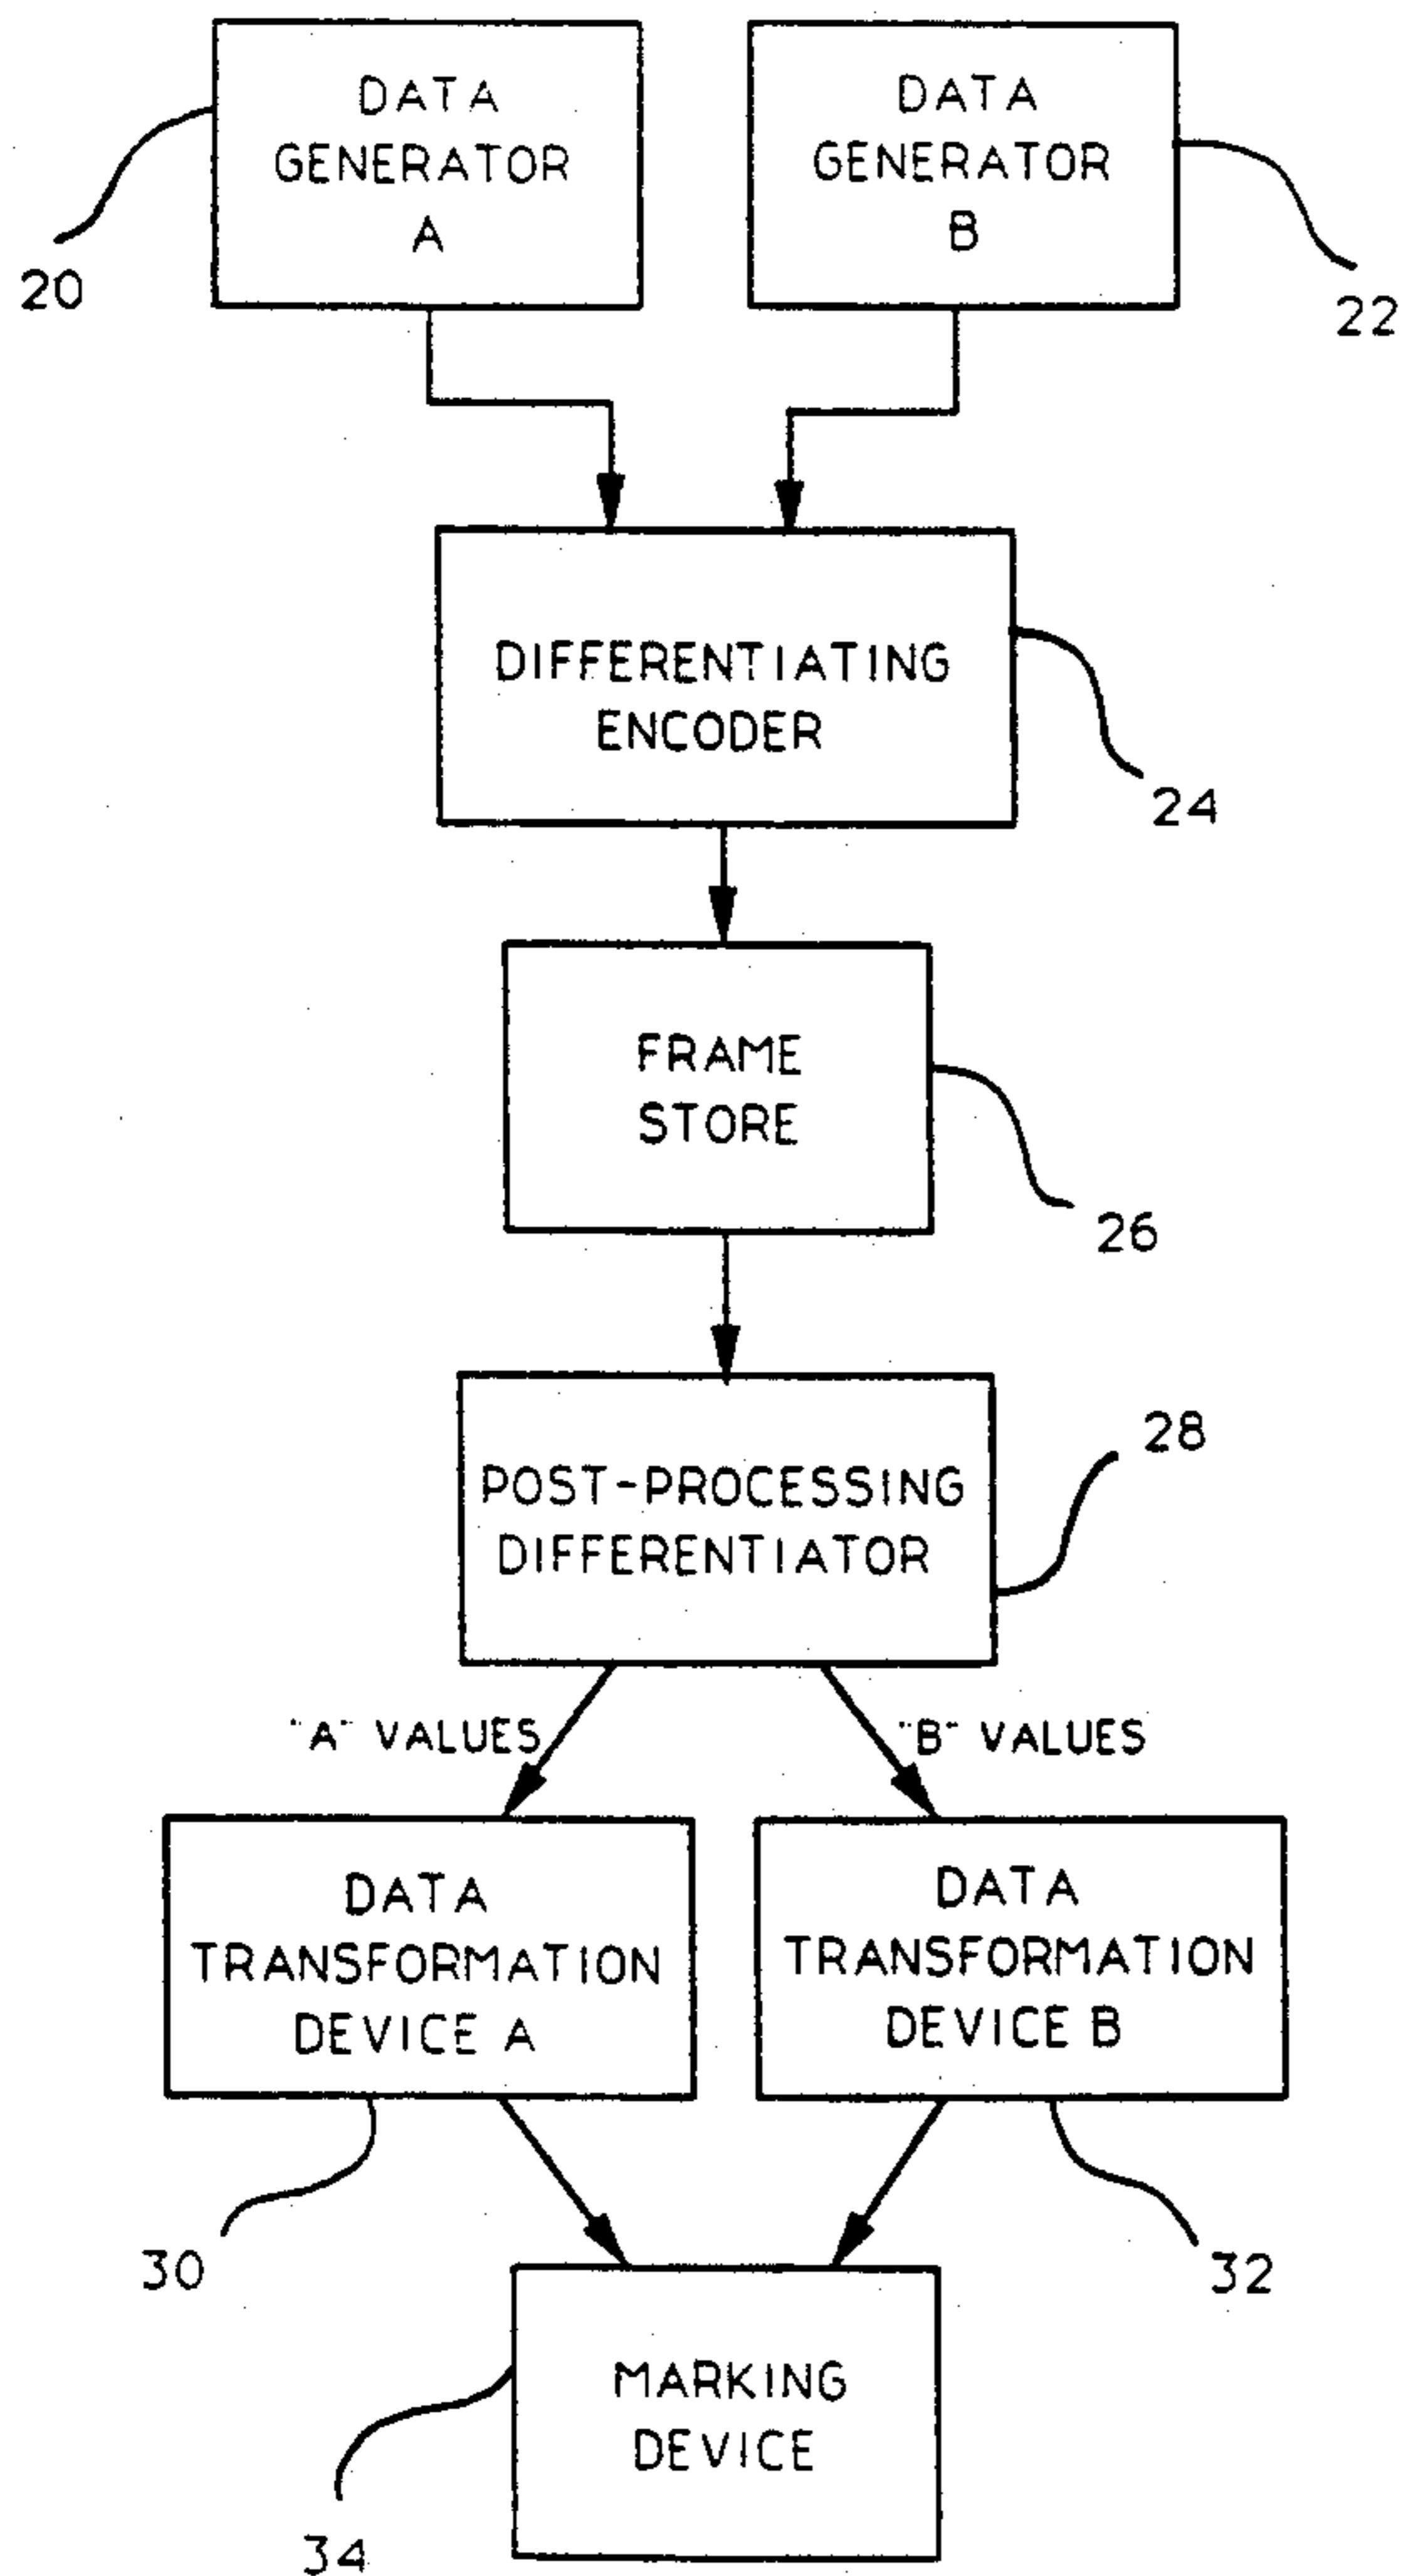 DATA
GENERATOR
A
20
DATA
GENERATOR
B
22
DIFFERENTIATING
ENCODER
24
FRAME
STORE
26
POST-PROCESSING
DIFFERENTIATOR
28
"A" VALUES
"B" VALUES
DATA
TRANSFORMATION
DEVICE A
30
DATA
TRANSFORMATION
DEVICE B
32
MARKING
DEVICE
34